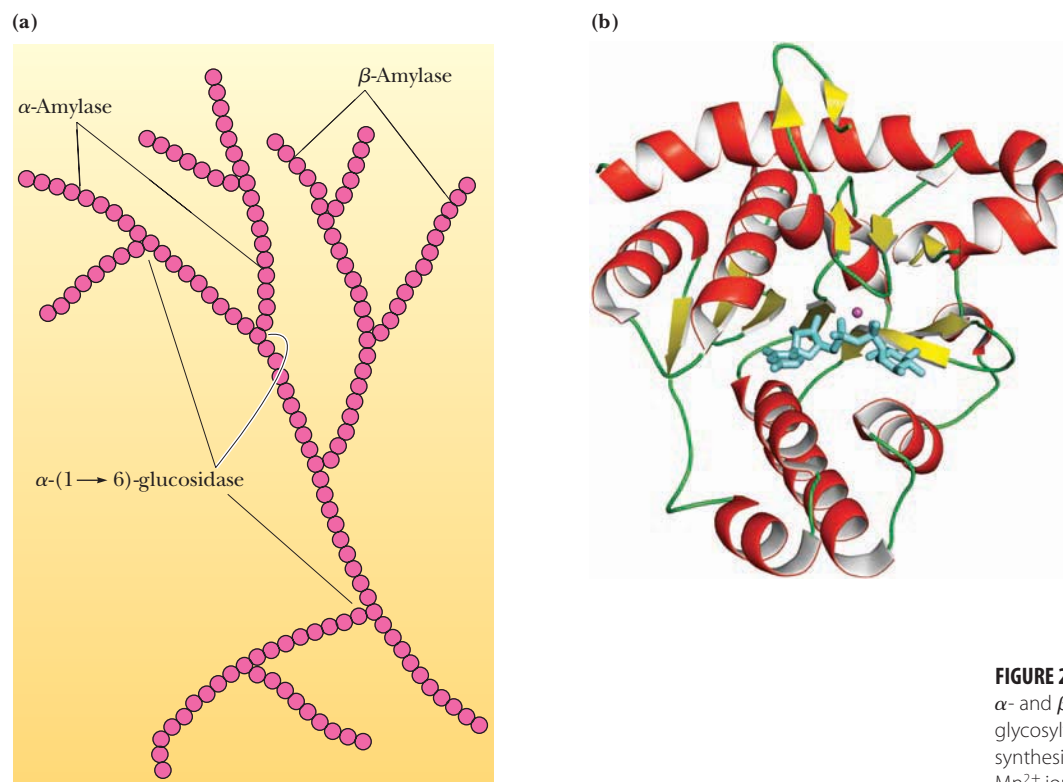 (a)
α-Amylase
β-Amylase
α-(1 → 6)-glucosidase
(b)
FIGURE 2
α- and β
glycosyl
synthesi
Mn2+ io